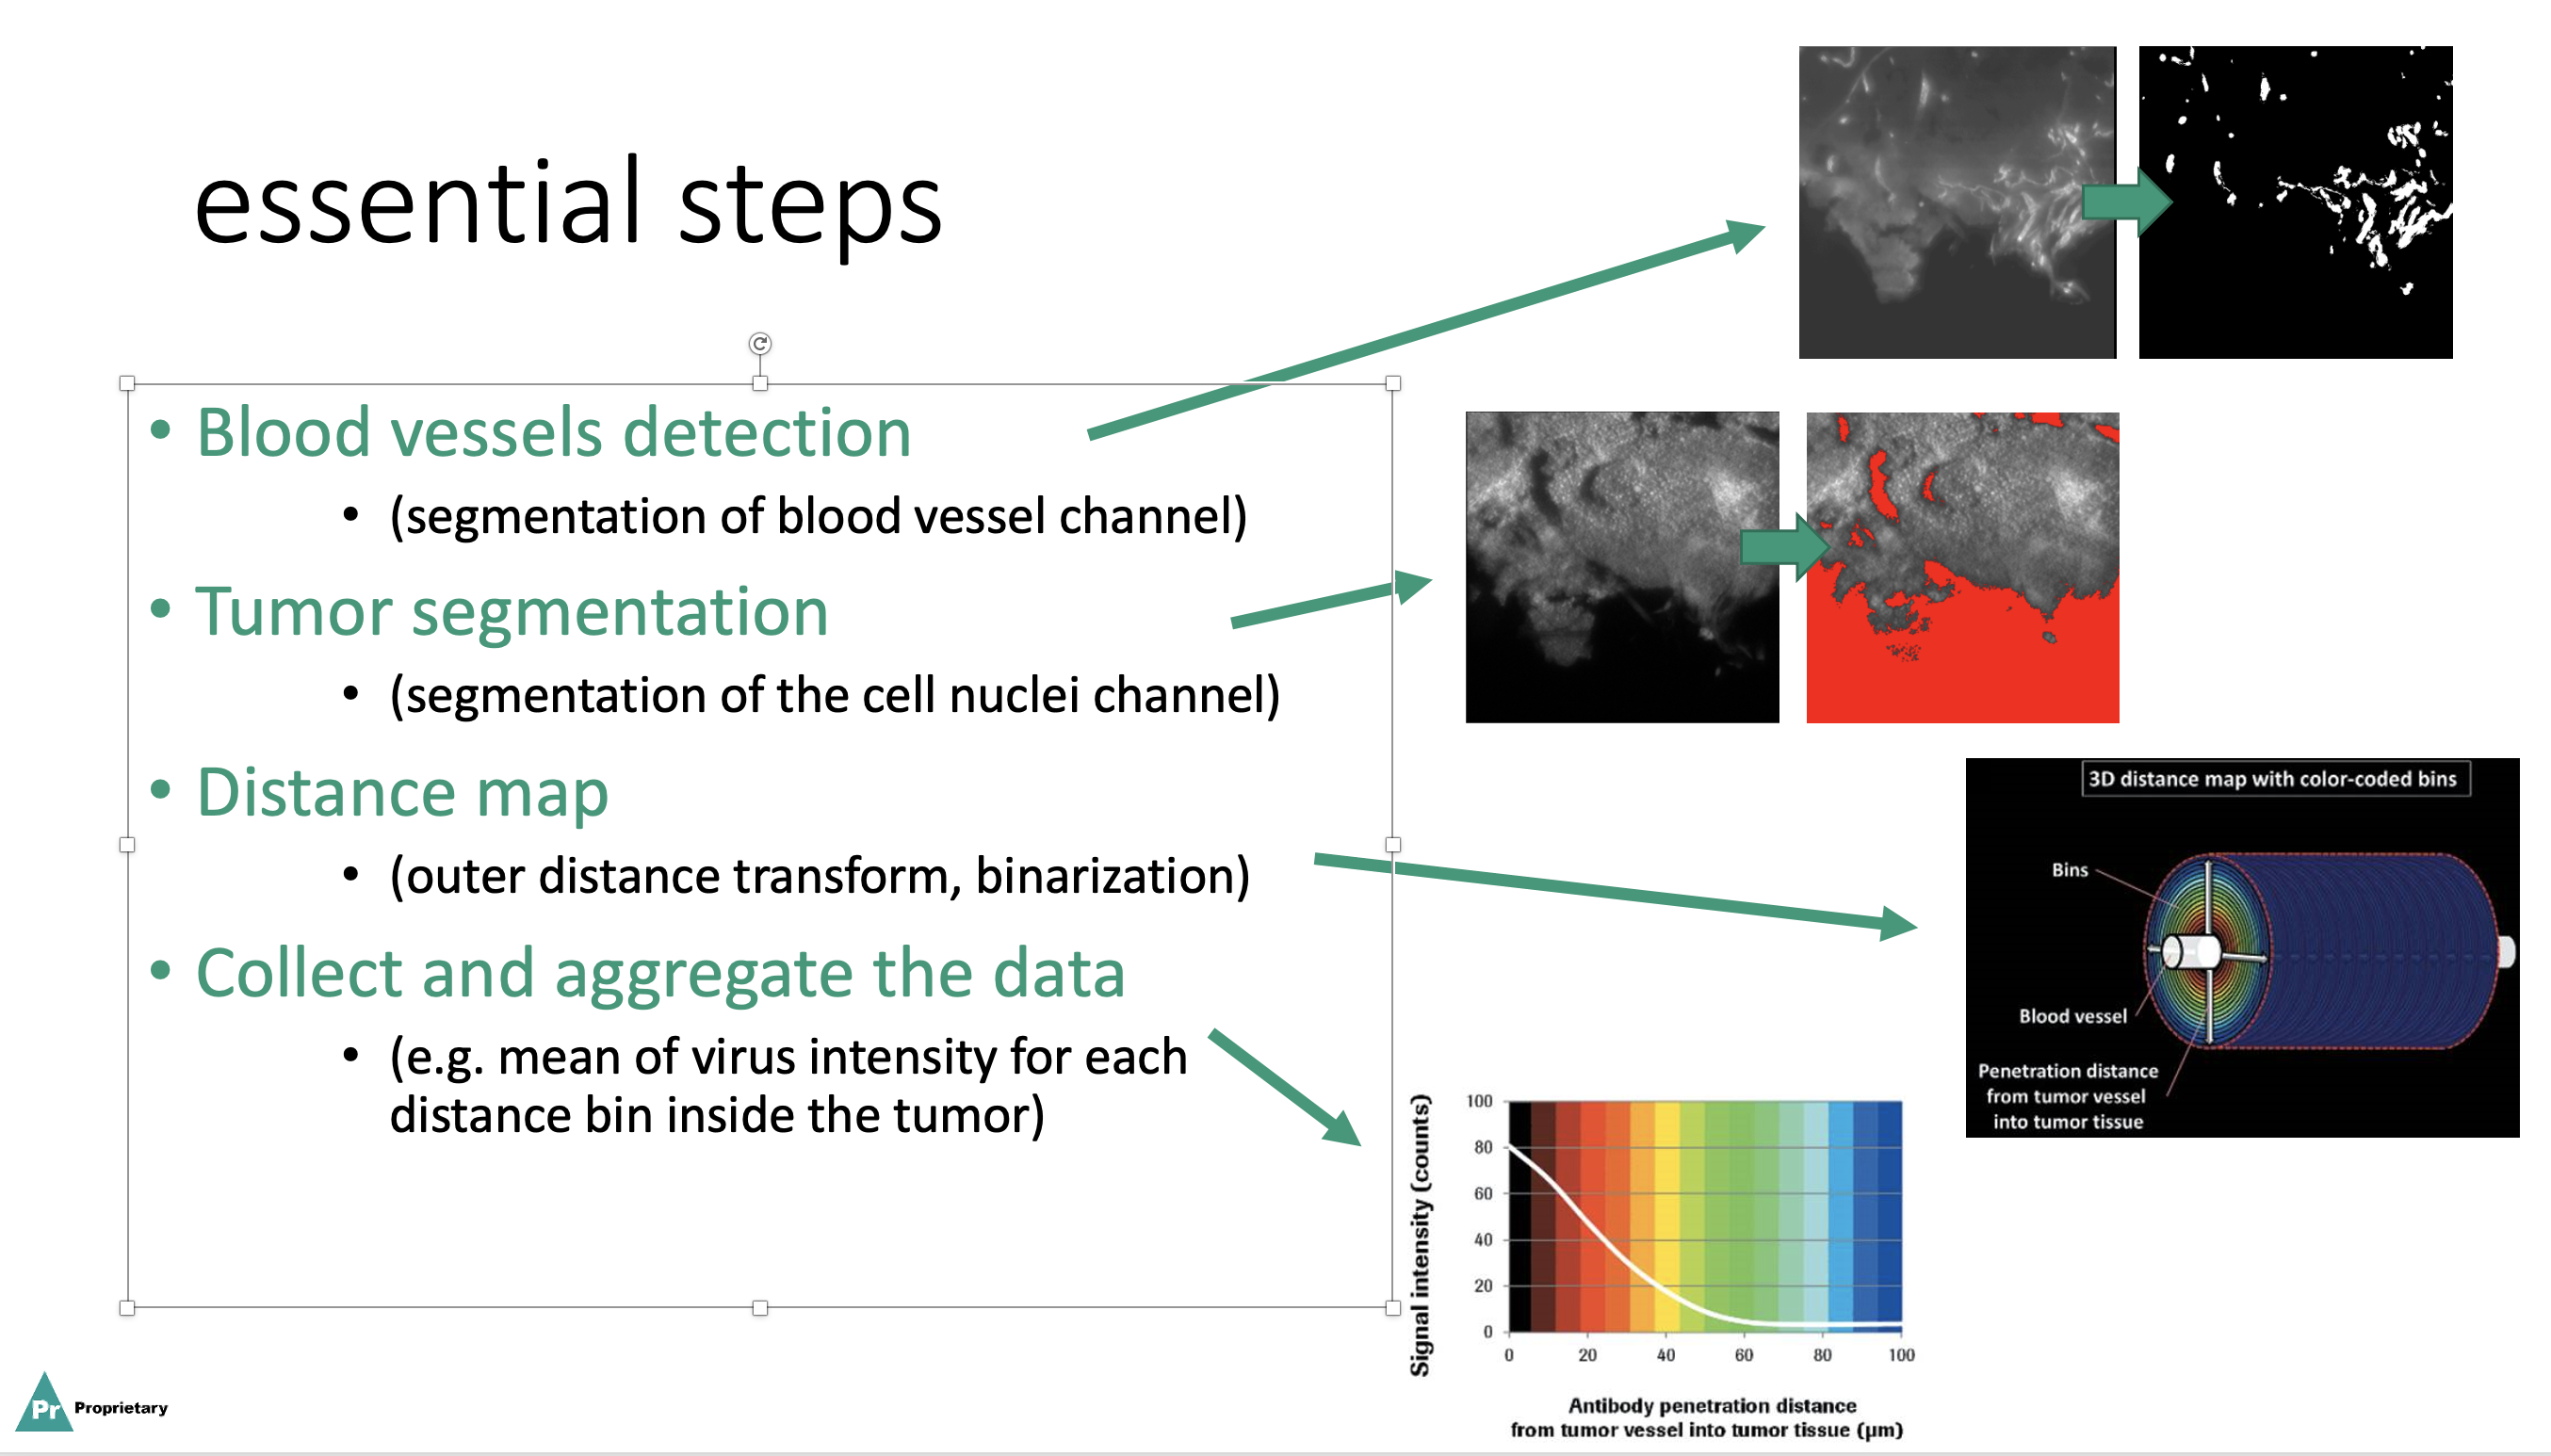 essential steps
• Blood vessels detection
• (segmentation of blood vessel channel)
• Tumor segmentation
• (segmentation of the cell nuclei channel)
• Distance map
• (outer distance transform, binarization)
• Collect and aggregate the data
• (e.g. mean of virus intensity for each
distance bin inside the tumor)
3D distance map with color-coded bins
Bins
Blood vessel
Penetration distance
from tumor vessel
into tumor tissue
Signal intensity (counts)
100
80
60
40
20
0
0 20 40 60 80 100
Antibody penetration distance
from tumor vessel into tumor tissue (µm)
Pr Proprietary